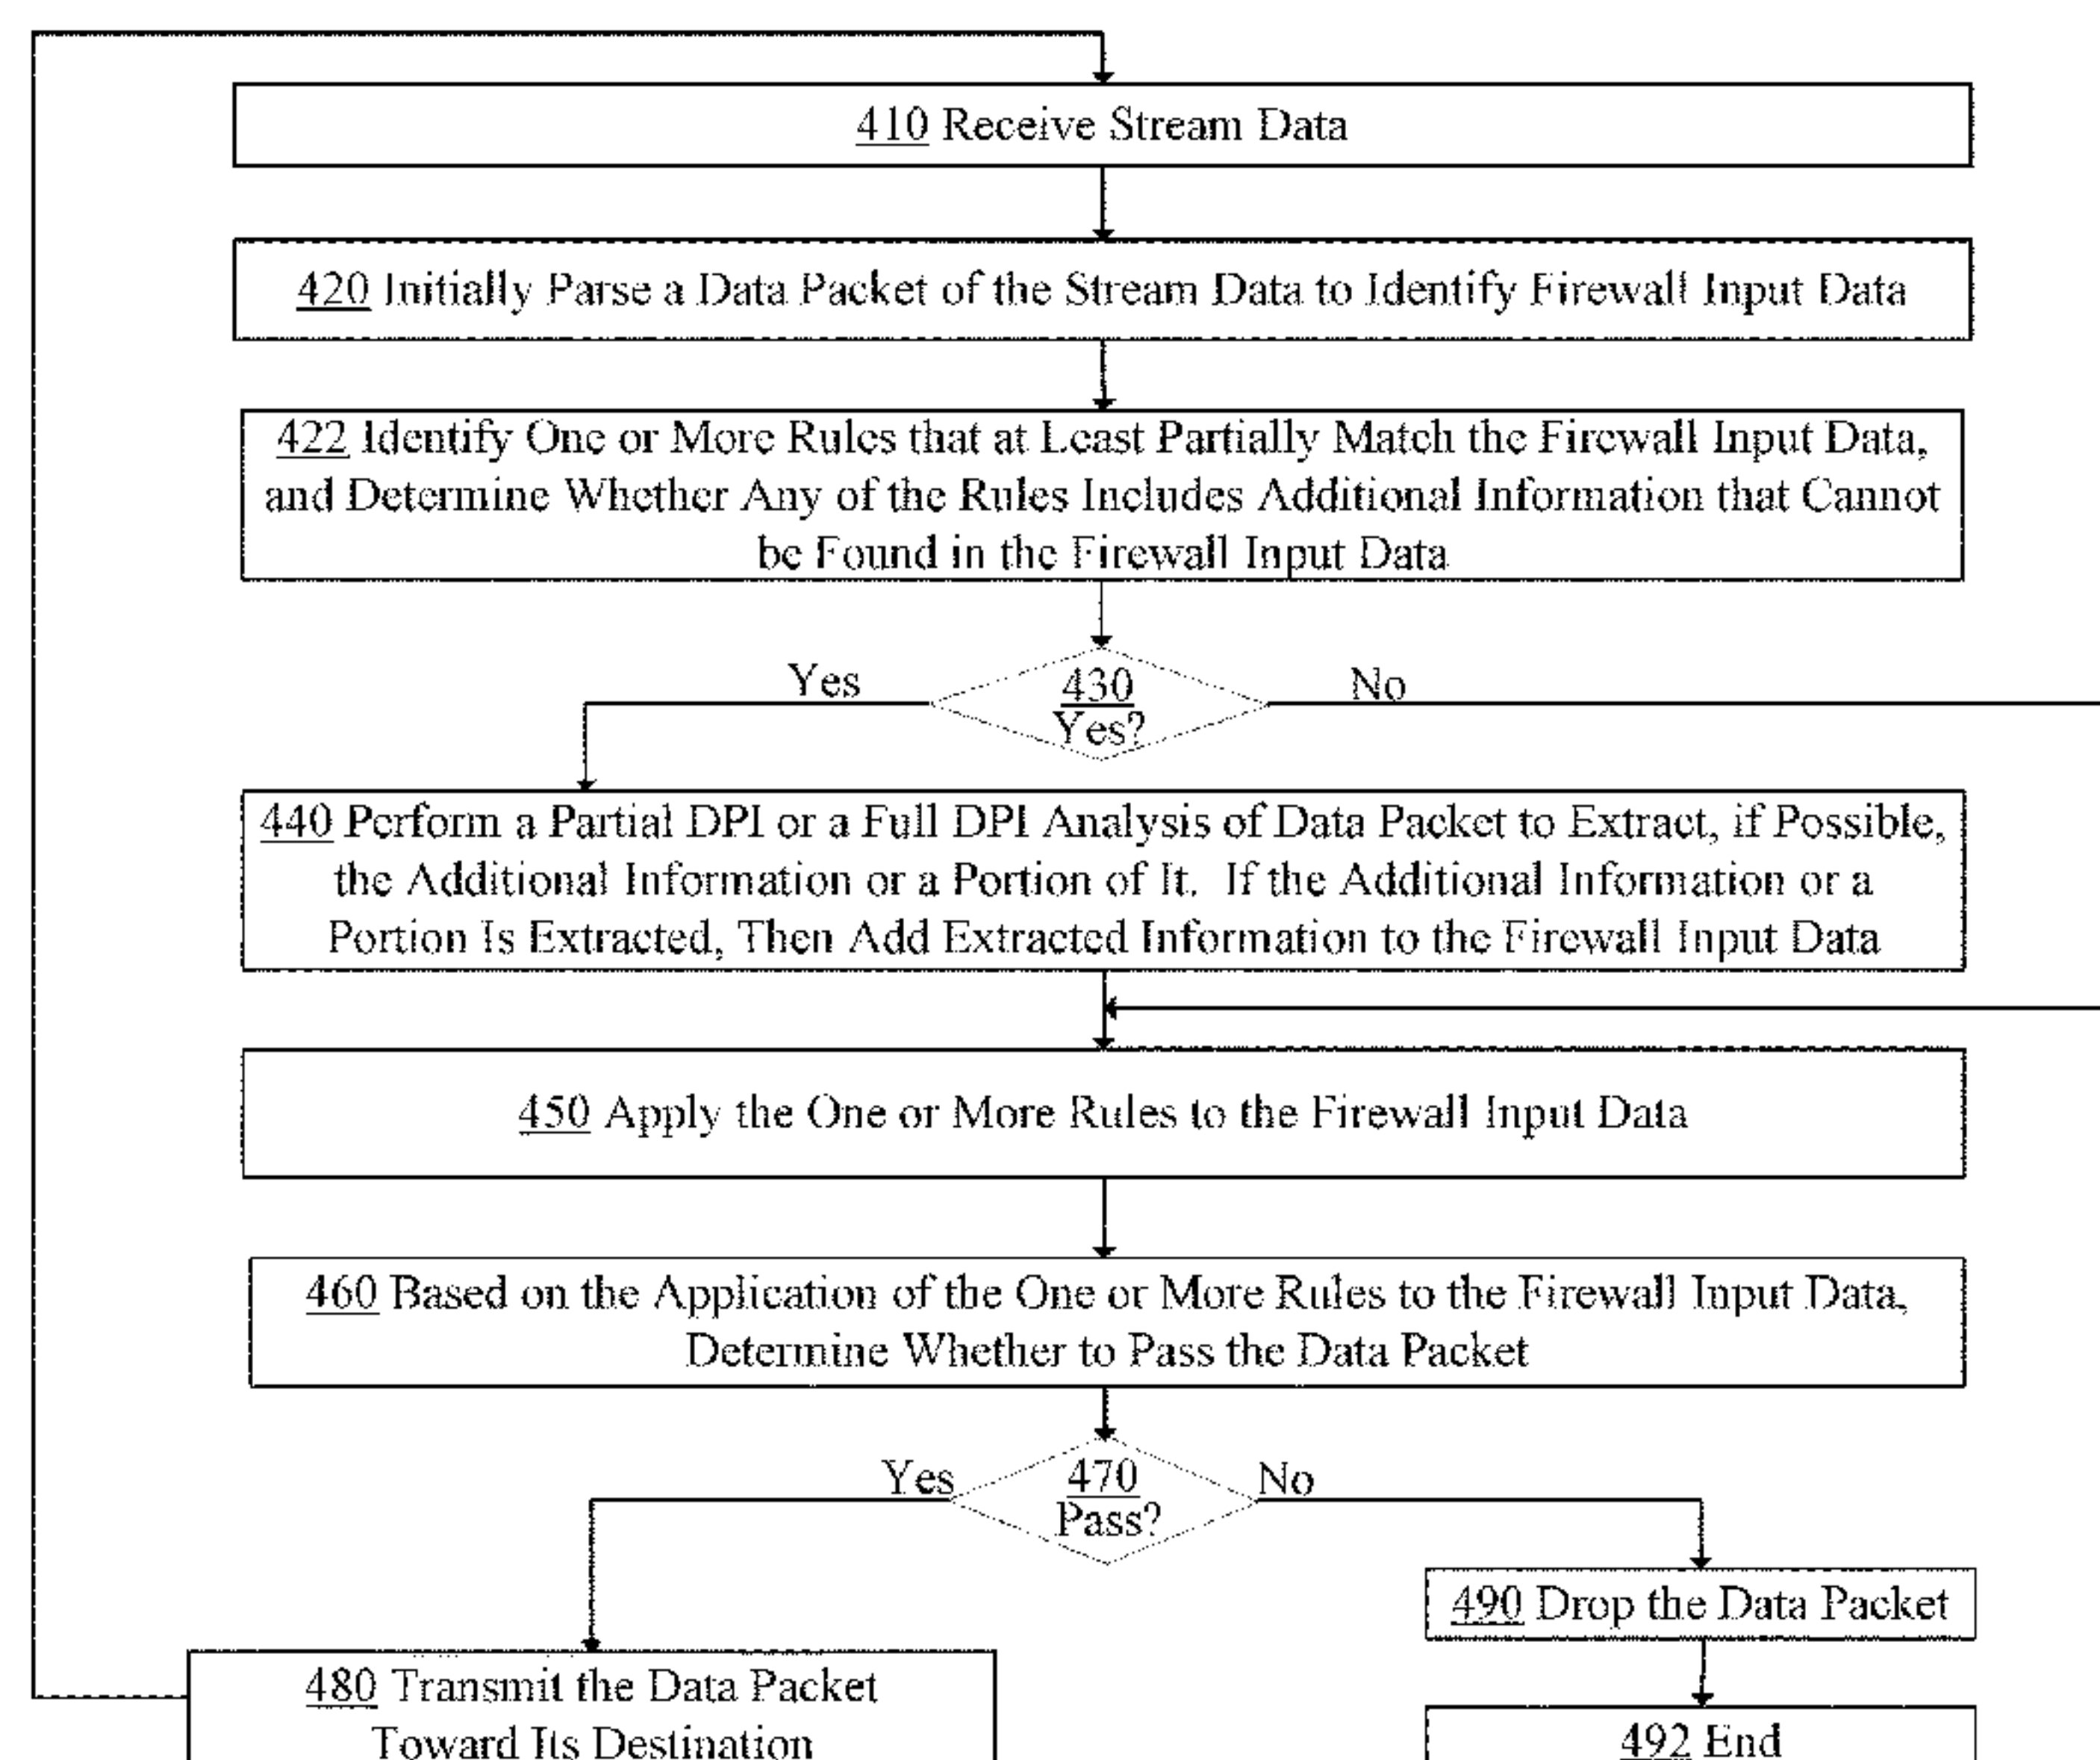 410 Receive Stream Data
420 Initially Parse a Data Packet of the Stream Data to Identify Firewall Input Data
422 Identify One or More Rules that at Least Partially Match the Firewall Input Data,
and Determine Whether Any of the Rules Includes Additional Information that Cannot
be Found in the Firewall Input Data
Yes
430
Yes?
No
440 Perform a Partial DPI or a Full DPI Analysis of Data Packet to Extract, if Possible,
the Additional Information or a Portion of It. If the Additional Information or a
Portion Is Extracted, Then Add Extracted Information to the Firewall Input Data
450 Apply the One or More Rules to the Firewall Input Data
460 Based on the Application of the One or More Rules to the Firewall Input Data,
Determine Whether to Pass the Data Packet
Yes
470
Pass?
No
490 Drop the Data Packet
480 Transmit the Data Packet
Toward Its Destination
492 End